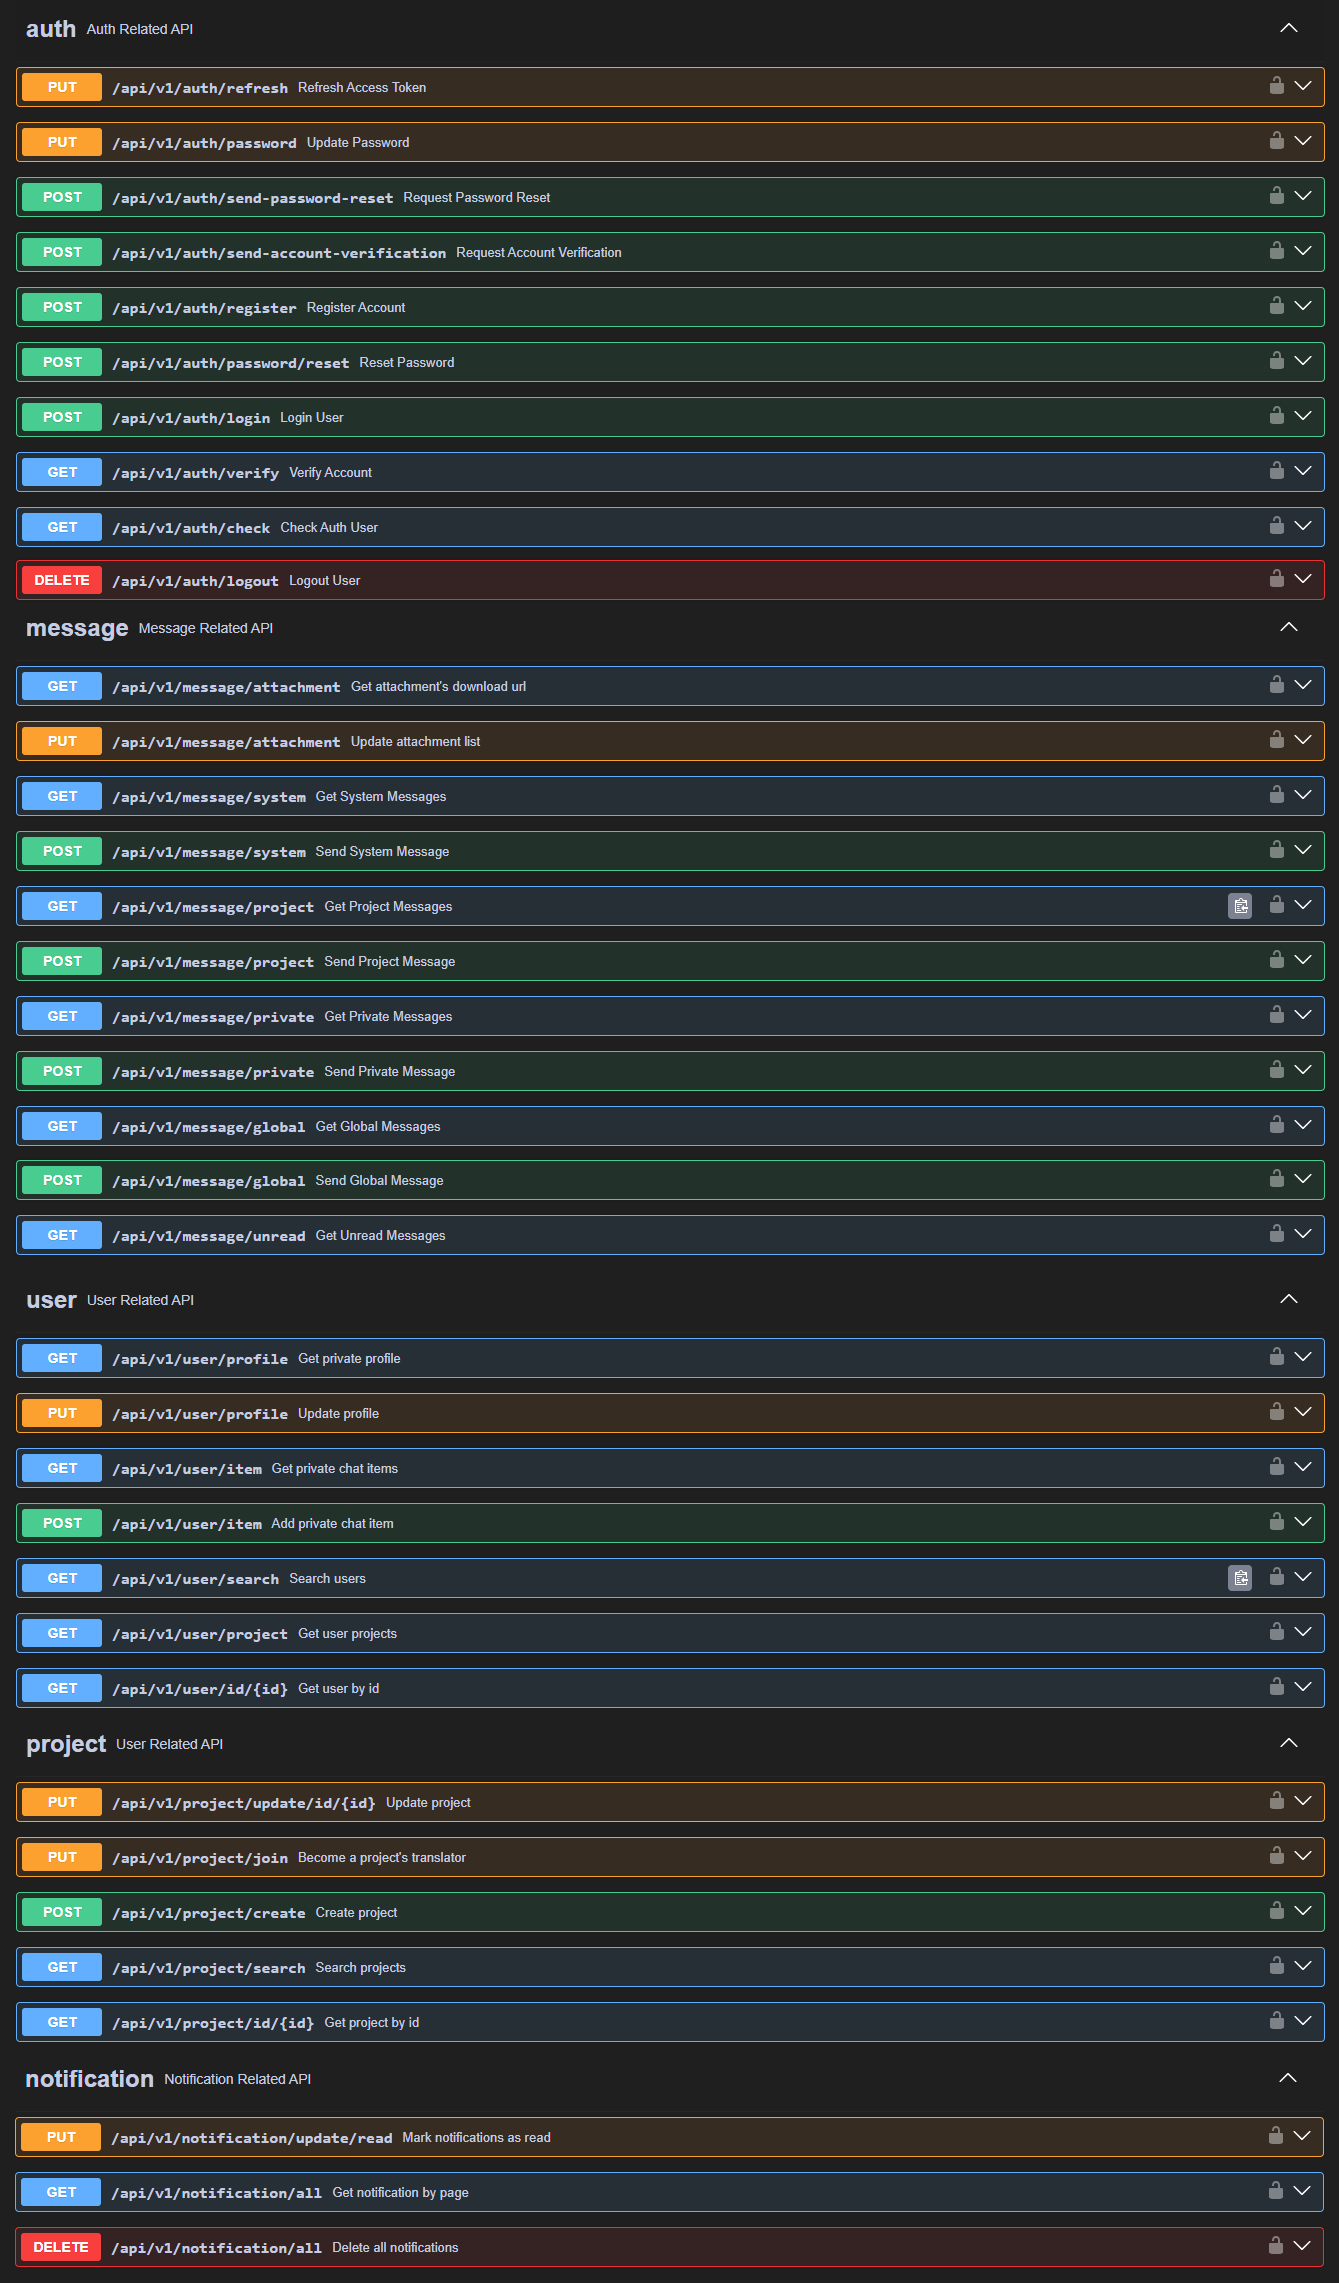 auth Auth Related API
PUT /api/v1/auth/refresh Refresh Access Token
PUT /api/v1/auth/password Update Password
POST /api/v1/auth/send-password-reset Request Password Reset
POST /api/v1/auth/send-account-verification Request Account Verification
POST /api/v1/auth/register Register Account
POST /api/v1/auth/password/reset Reset Password
POST /api/v1/auth/login Login User
GET /api/v1/auth/verify Verify Account
GET /api/v1/auth/check Check Auth User
DELETE /api/v1/auth/logout Logout User
message Message Related API
GET /api/v1/message/attachment Get attachment's download url
PUT /api/v1/message/attachment Update attachment list
GET /api/v1/message/system Get System Messages
POST /api/v1/message/system Send System Message
GET /api/v1/message/project Get Project Messages
POST /api/v1/message/project Send Project Message
GET /api/v1/message/private Get Private Messages
POST /api/v1/message/private Send Private Message
GET /api/v1/message/global Get Global Messages
POST /api/v1/message/global Send Global Message
GET /api/v1/message/unread Get Unread Messages
user User Related API
GET /api/v1/user/profile Get private profile
PUT /api/v1/user/profile Update profile
GET /api/v1/user/item Get private chat items
POST /api/v1/user/item Add private chat item
GET /api/v1/user/search Search users
GET /api/v1/user/project Get user projects
GET /api/v1/user/id/{id} Get user by id
project User Related API
PUT /api/v1/project/update/id/{id} Update project
PUT /api/v1/project/join Become a project's translator
POST /api/v1/project/create Create project
GET /api/v1/project/search Search projects
GET /api/v1/project/id/{id} Get project by id
notification Notification Related API
PUT /api/v1/notification/update/read Mark notifications as read
GET /api/v1/notification/all Get notification by page
DELETE /api/v1/notification/all Delete all notifications